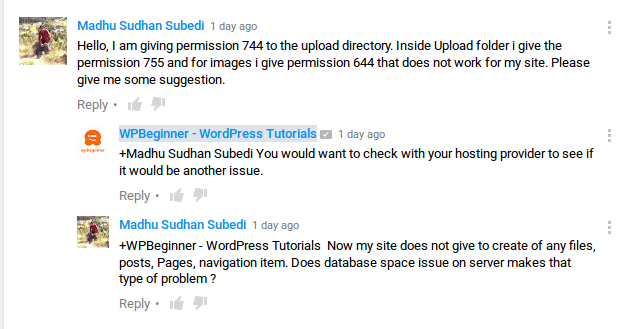 Madhu Sudhan Subedi 1 day ago
Hello, I am giving permission 744 to the upload directory. Inside Upload folder i give the
permission 755 and for images i give permission 644 that does not work for my site. Please
give me some suggestion.
Reply •
WPBeginner - WordPress Tutorials 1 day ago
+Madhu Sudhan Subedi You would want to check with your hosting provider to see if
it would be another issue.
wpbeginner
Reply •
Madhu Sudhan Subedi 1 day ago
+WPBeginner - WordPress Tutorials  Now my site does not give to create of any files,
posts, Pages, navigation item. Does database space issue on server makes that
type of problem ?
Reply •